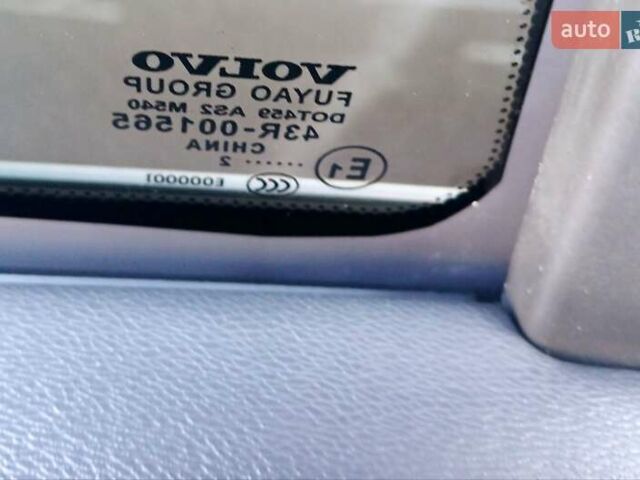 VOLVO
FUYAO GROUP
DOT459 AS2 M540
43R-001565
CHINA
...... 2
E1
CCC
E000001
auto
R